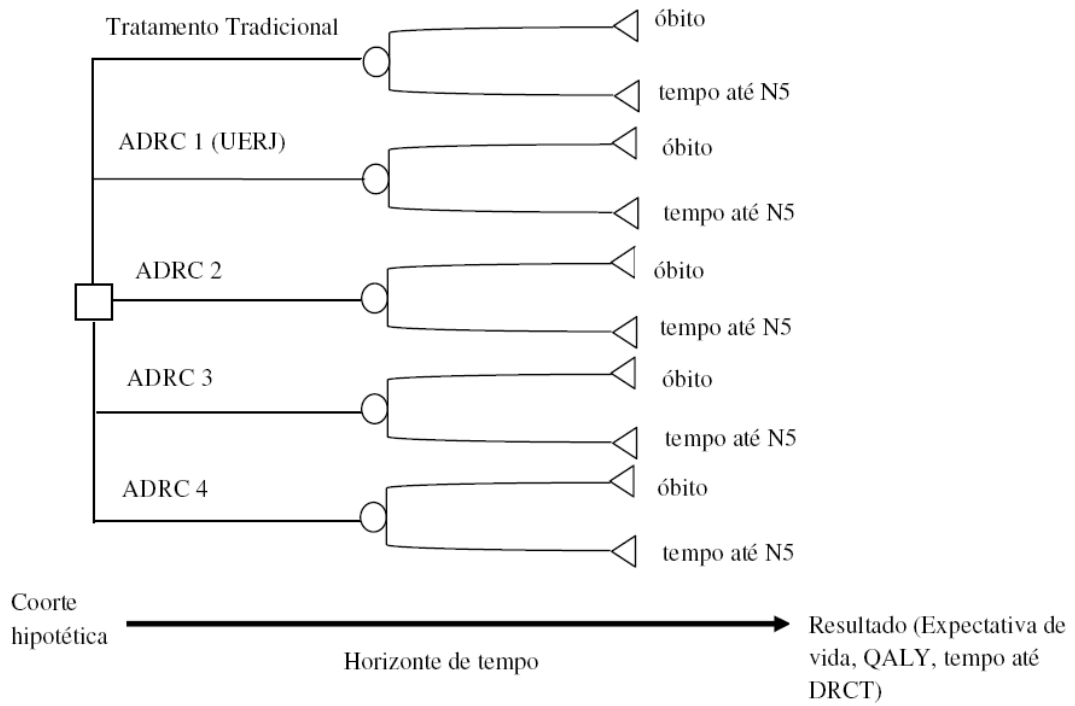 Tratamento Tradicional
óbito
tempo até N5
ADRC 1 (UERJ)
óbito
tempo até N5
ADRC 2
óbito
tempo até N5
ADRC 3
óbito
tempo até N5
ADRC 4
óbito
tempo até N5
Coorte
hipotética
Horizonte de tempo
Resultado (Expectativa de
vida, QALY, tempo até
DRCT)